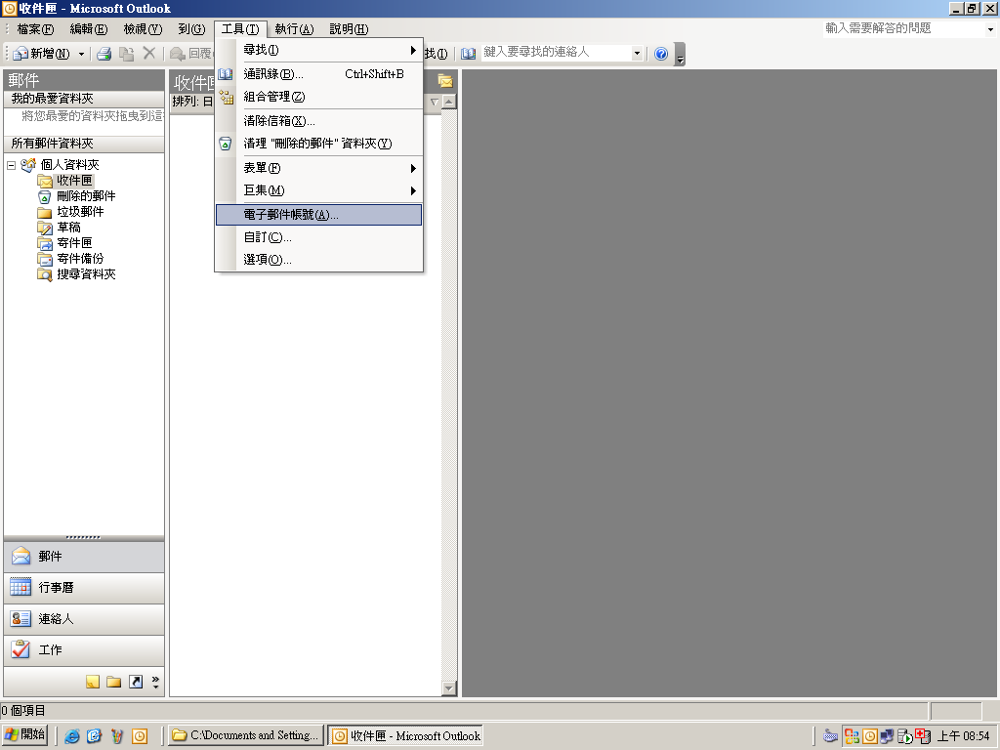 收件匣 - Microsoft Outlook
檔案(F) 編輯(E) 檢視(V) 到(G) 工具(T) 執行(A) 說明(H) 輸入需要解答的問題
新增(N) 回覆 找(I) 鍵入要尋找的連絡人
郵件
我的最愛資料夾
將您最愛的資料夾拖曳到這
所有郵件資料夾
個人資料夾
收件匣
刪除的郵件
垃圾郵件
草稿
寄件匣
寄件備份
搜尋資料夾
收件匣
排列: 日
尋找(I)
通訊錄(B)... Ctrl+Shift+B
組合管理(Z)
清除信箱(X)...
清理 "刪除的郵件" 資料夾(Y)
表單(F)
巨集(M)
電子郵件帳號(A)...
自訂(C)...
選項(O)...
郵件
行事曆
連絡人
工作
0 個項目
開始 C:\Documents and Setting... 收件匣 - Microsoft Outlook 上午 08:54